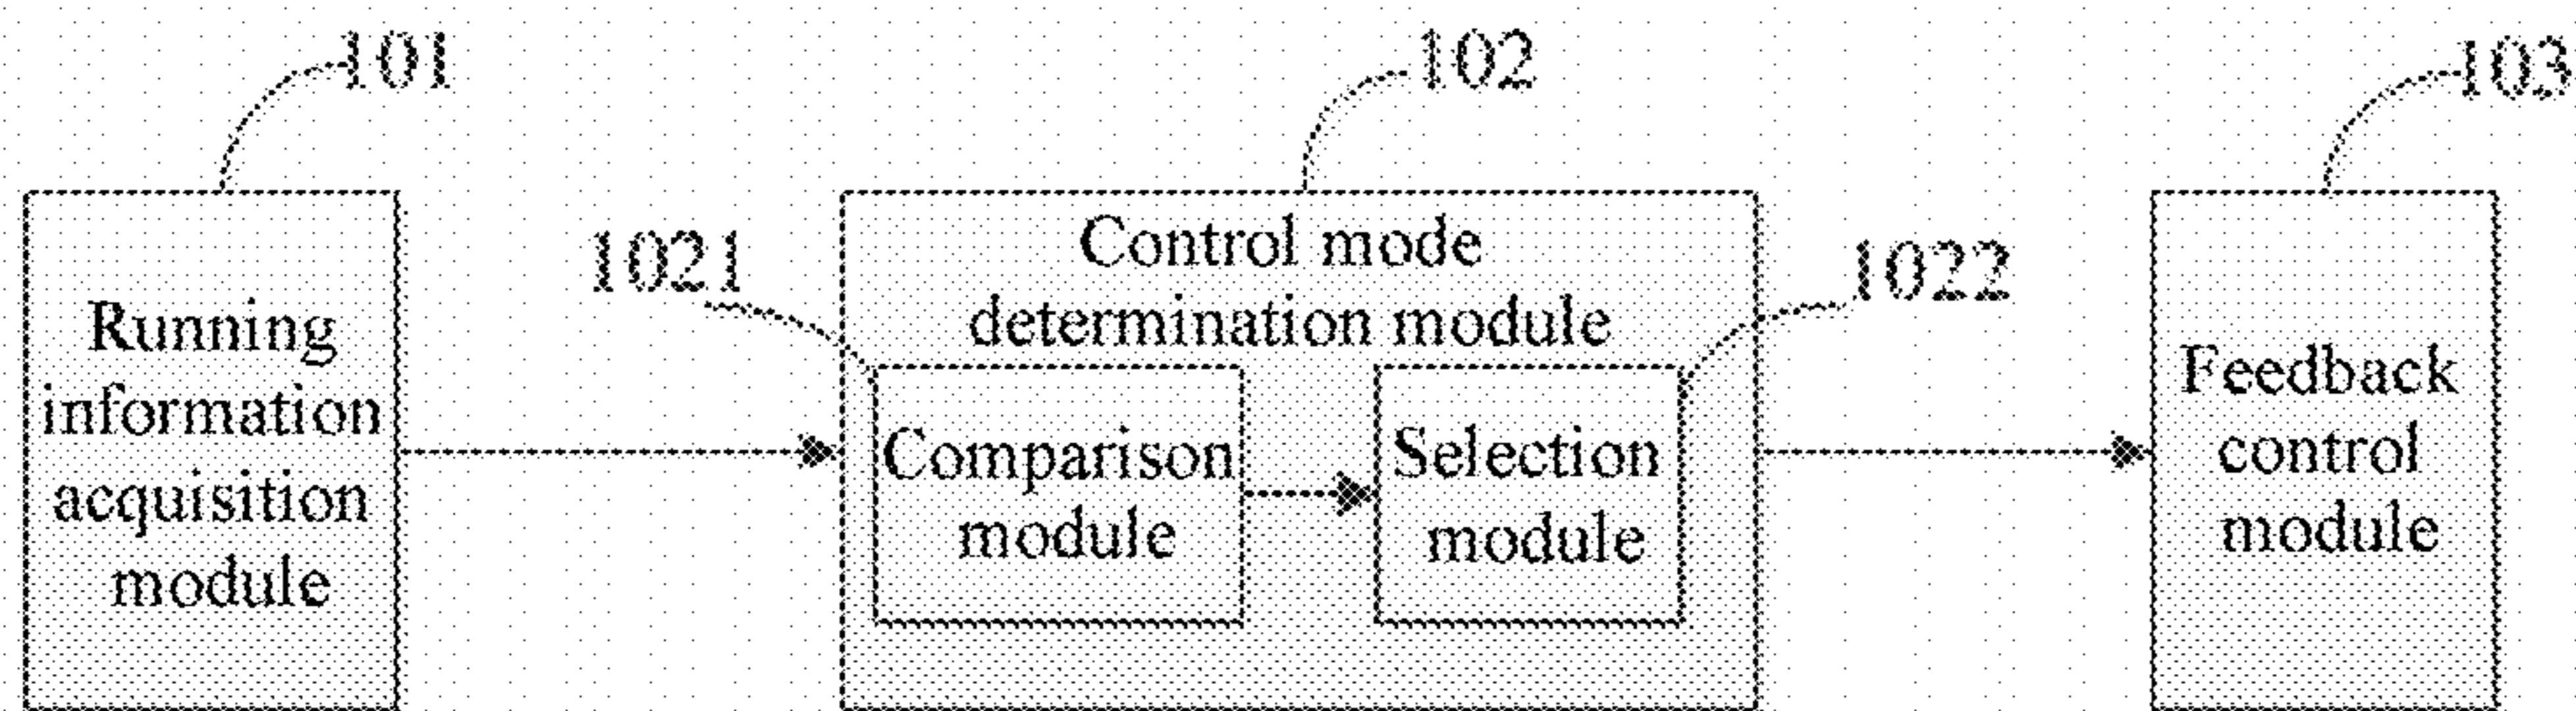 101
102
103
Running
information
acquisition
module
1021
Control mode
determination module
1022
Comparison
module
Selection
module
Feedback
control
module